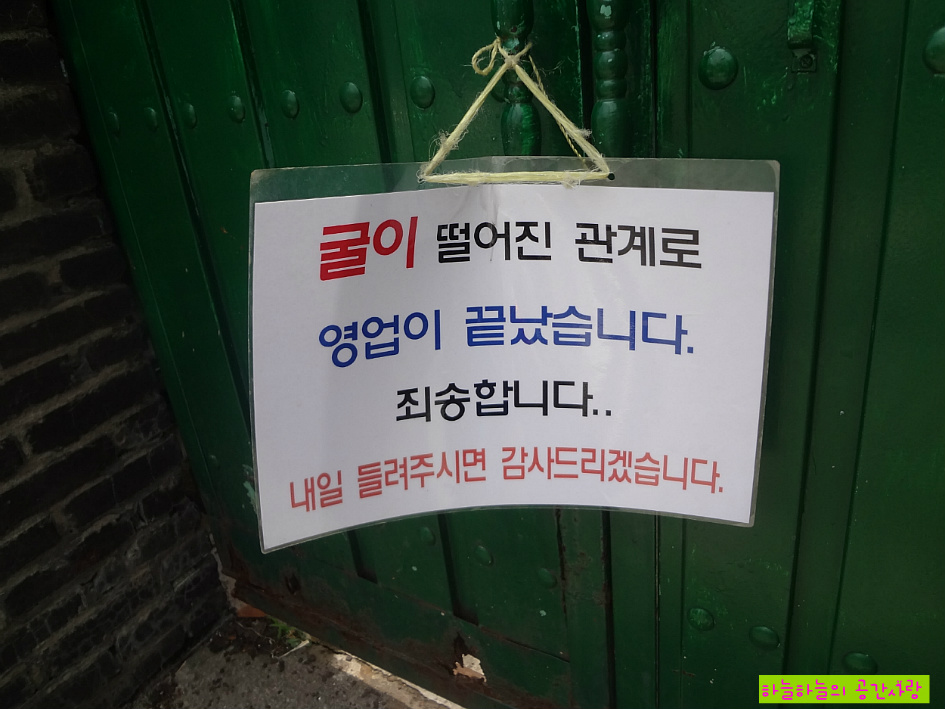 굴이 떨어진 관계로
영업이 끝났습니다.
죄송합니다..
내일 들려주시면 감사드리겠습니다.
하늘하늘의 공간사랑